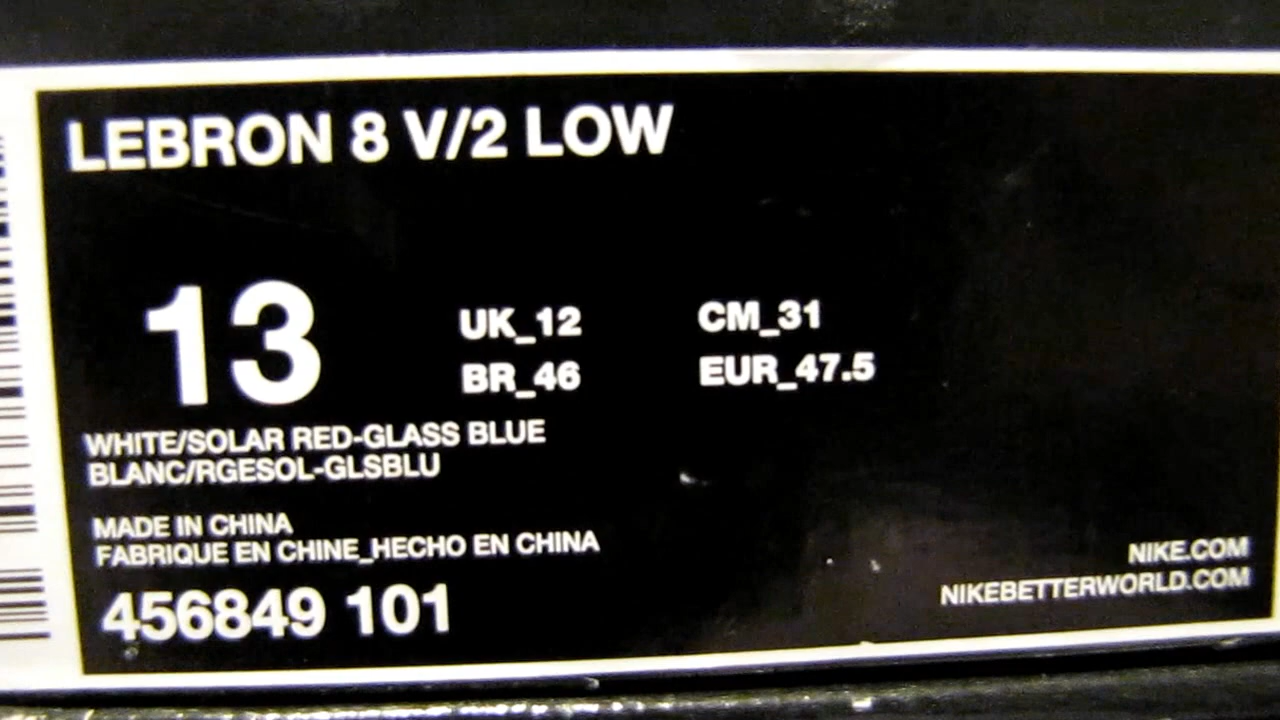 LEBRON 8 V/2 LOW
13
UK_12 CM_31
BR_46 EUR_47.5
WHITE/SOLAR RED-GLASS BLUE
BLANC/RGESOL-GLSBLU
MADE IN CHINA
FABRIQUE EN CHINE_HECHO EN CHINA
456849 101
NIKE.COM
NIKEBETTERWORLD.COM